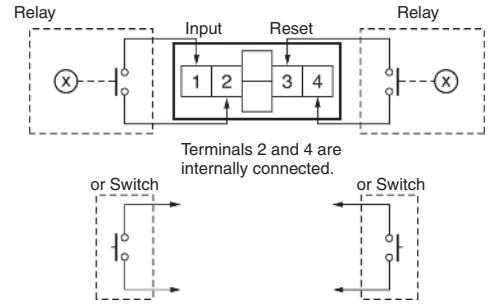 Relay
Relay
Input
Reset
X
1
2
3
4
X
Terminals 2 and 4 are
internally connected.
or Switch
or Switch